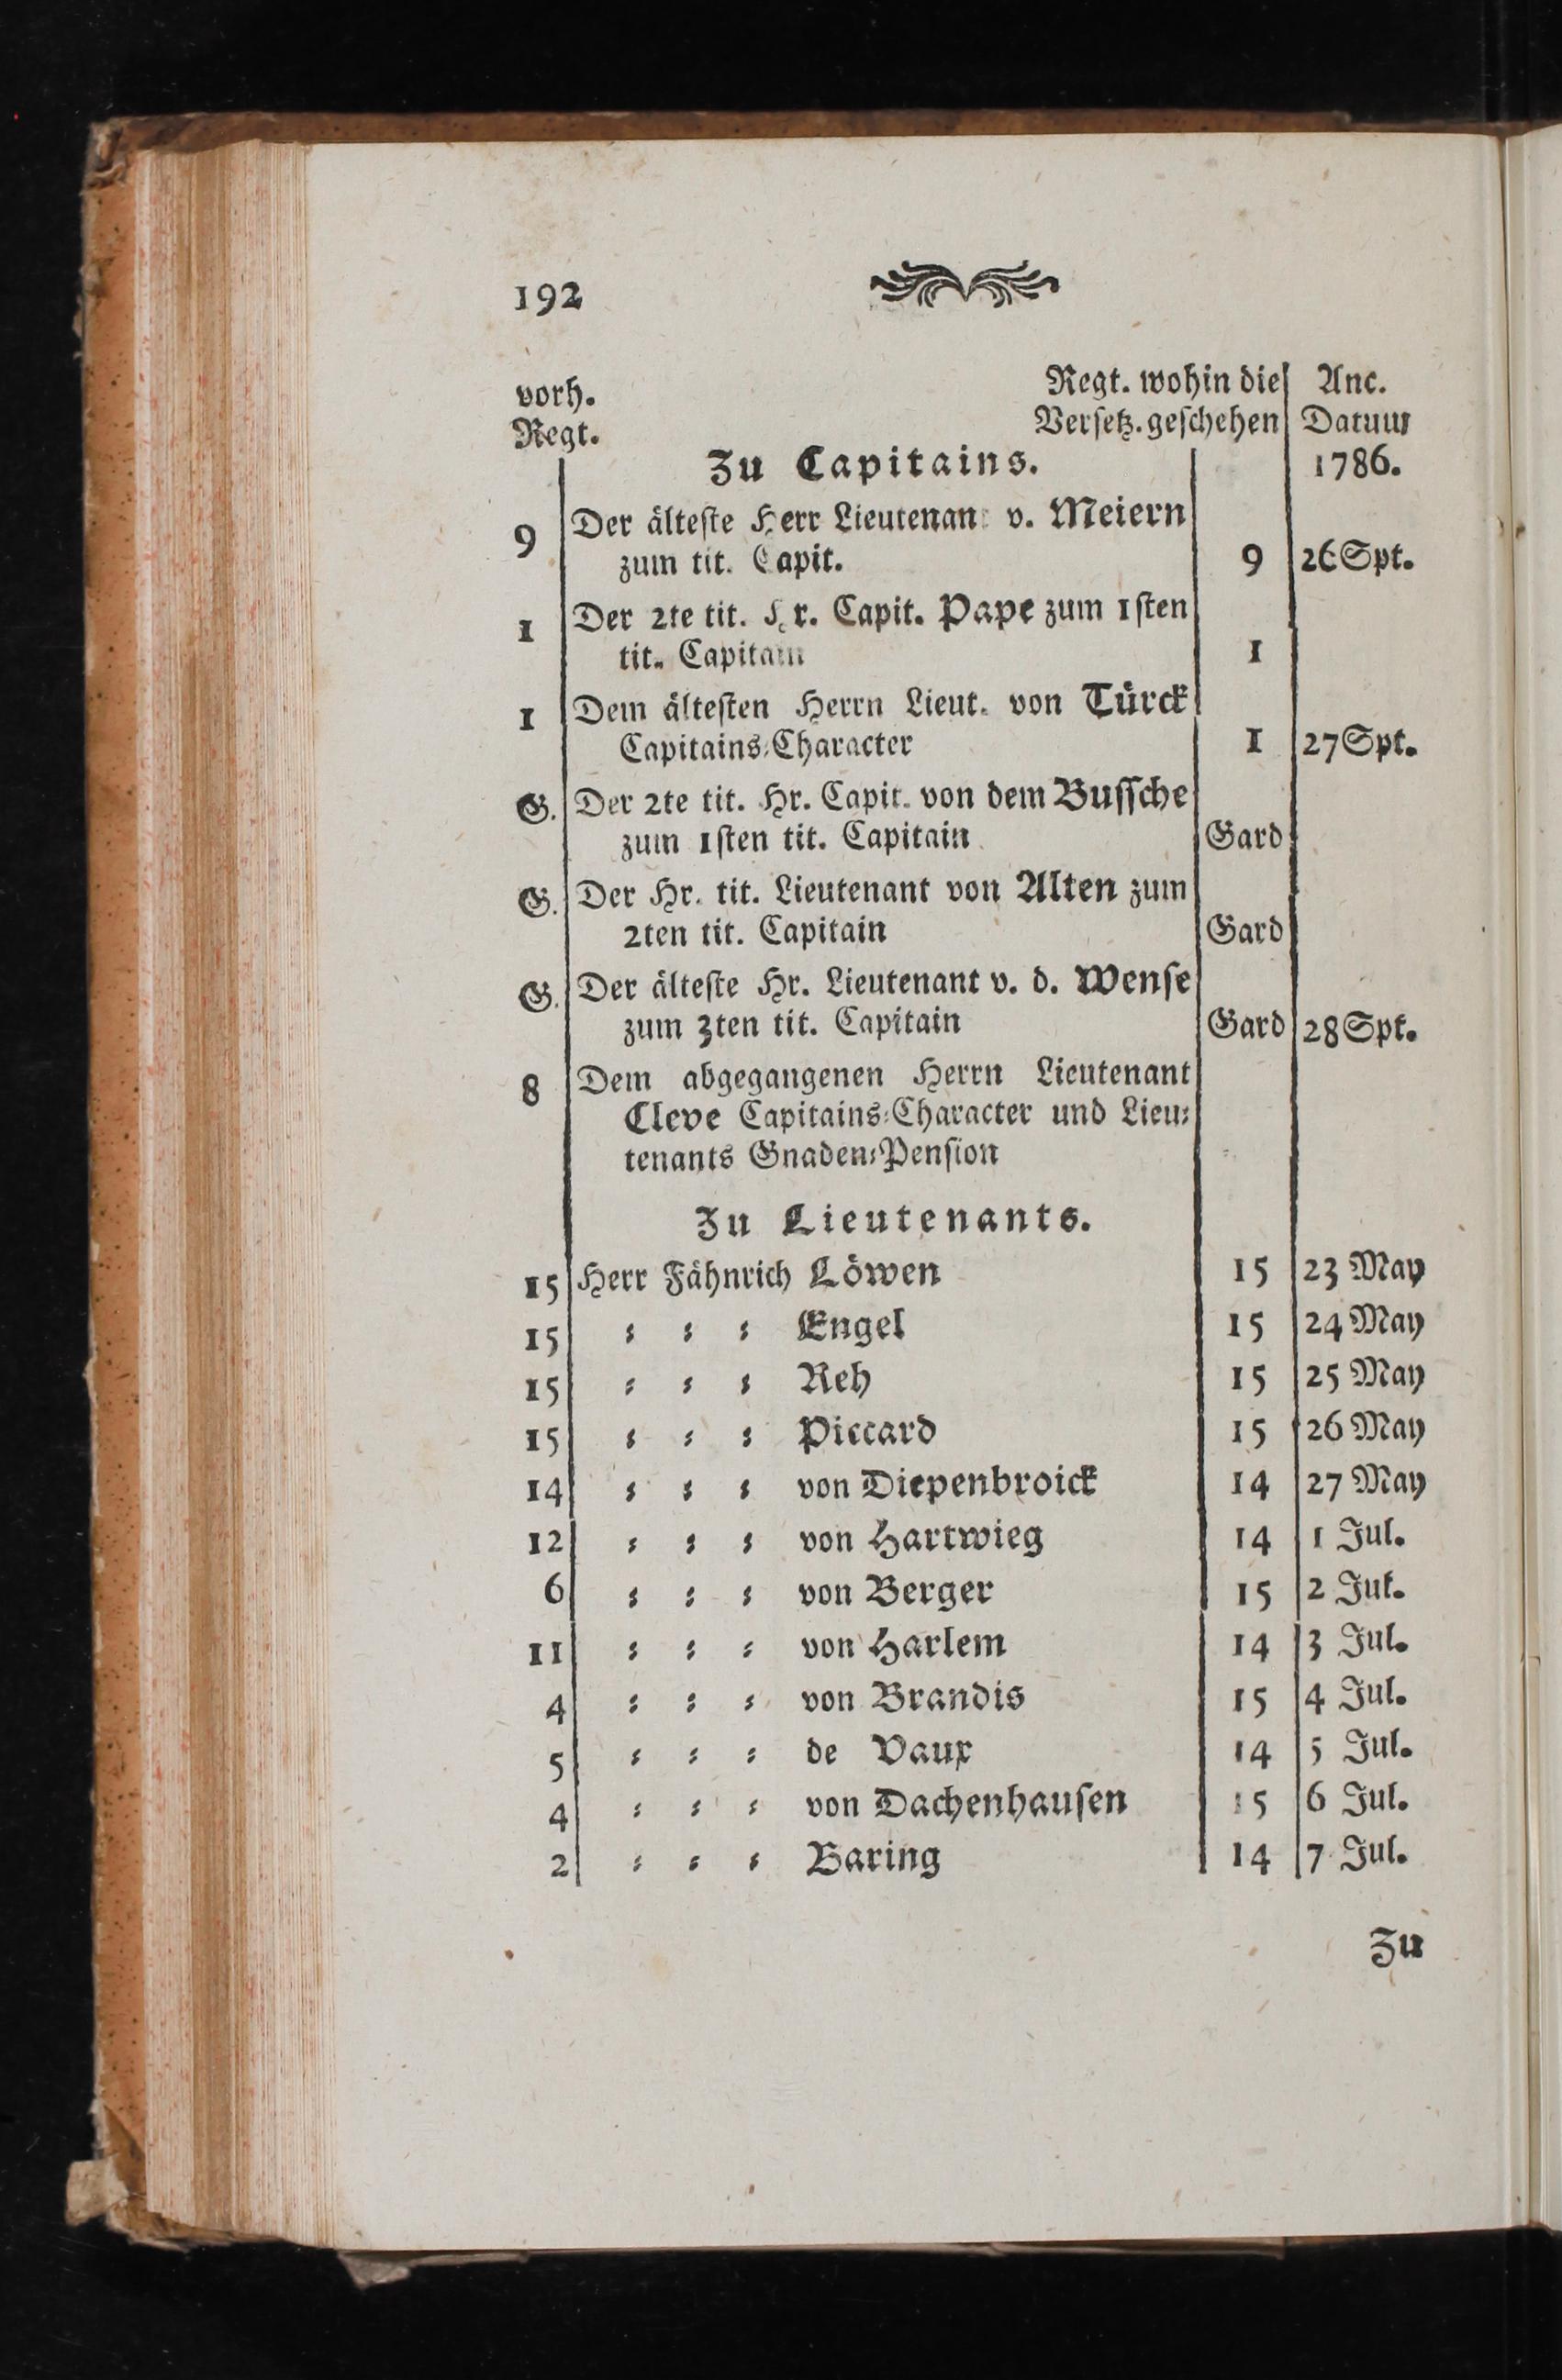 192
vorh. Regt. wohin die Anc.
Regt. Versetz. geschehen Datum
Zu Capitains. 1786.
9 Der älteste Herr Lieutenant v. Meiern
zum tit. Capit. 9 26 Spt.
1 Der 2te tit. Hr. Capit. Pape zum 1sten
tit. Capitain 1
1 Dem ältesten Herrn Lieut. von Türck
Capitains-Character 1 27 Spt.
G. Der 2te tit. Hr. Capit. von dem Bussche
zum 1sten tit. Capitain Gard
G. Der Hr. tit. Lieutenant von Alten zum
2ten tit. Capitain Gard
G. Der älteste Hr. Lieutenant v. d. Wense
zum 3ten tit. Capitain Gard 28 Spt.
8 Dem abgegangenen Herrn Lieutenant
Cleve Capitains-Character und Lieu-
tenants Gnaden-Pension
Zu Lieutenants.
15 Herr Fähnrich Löwen 15 23 May
15 = = = Engel 15 24 May
15 = = = Reh 15 25 May
15 = = = Piccard 15 26 May
14 = = = von Diepenbroick 14 27 May
12 = = = von Hartwieg 14 1 Jul.
6 = = = von Berger 15 2 Jul.
11 = = = von Harlem 14 3 Jul.
4 = = = von Brandis 15 4 Jul.
5 = = = de Vaux 14 5 Jul.
4 = = = von Dachenhausen 15 6 Jul.
2 = = = Baring 14 7 Jul.
Zu